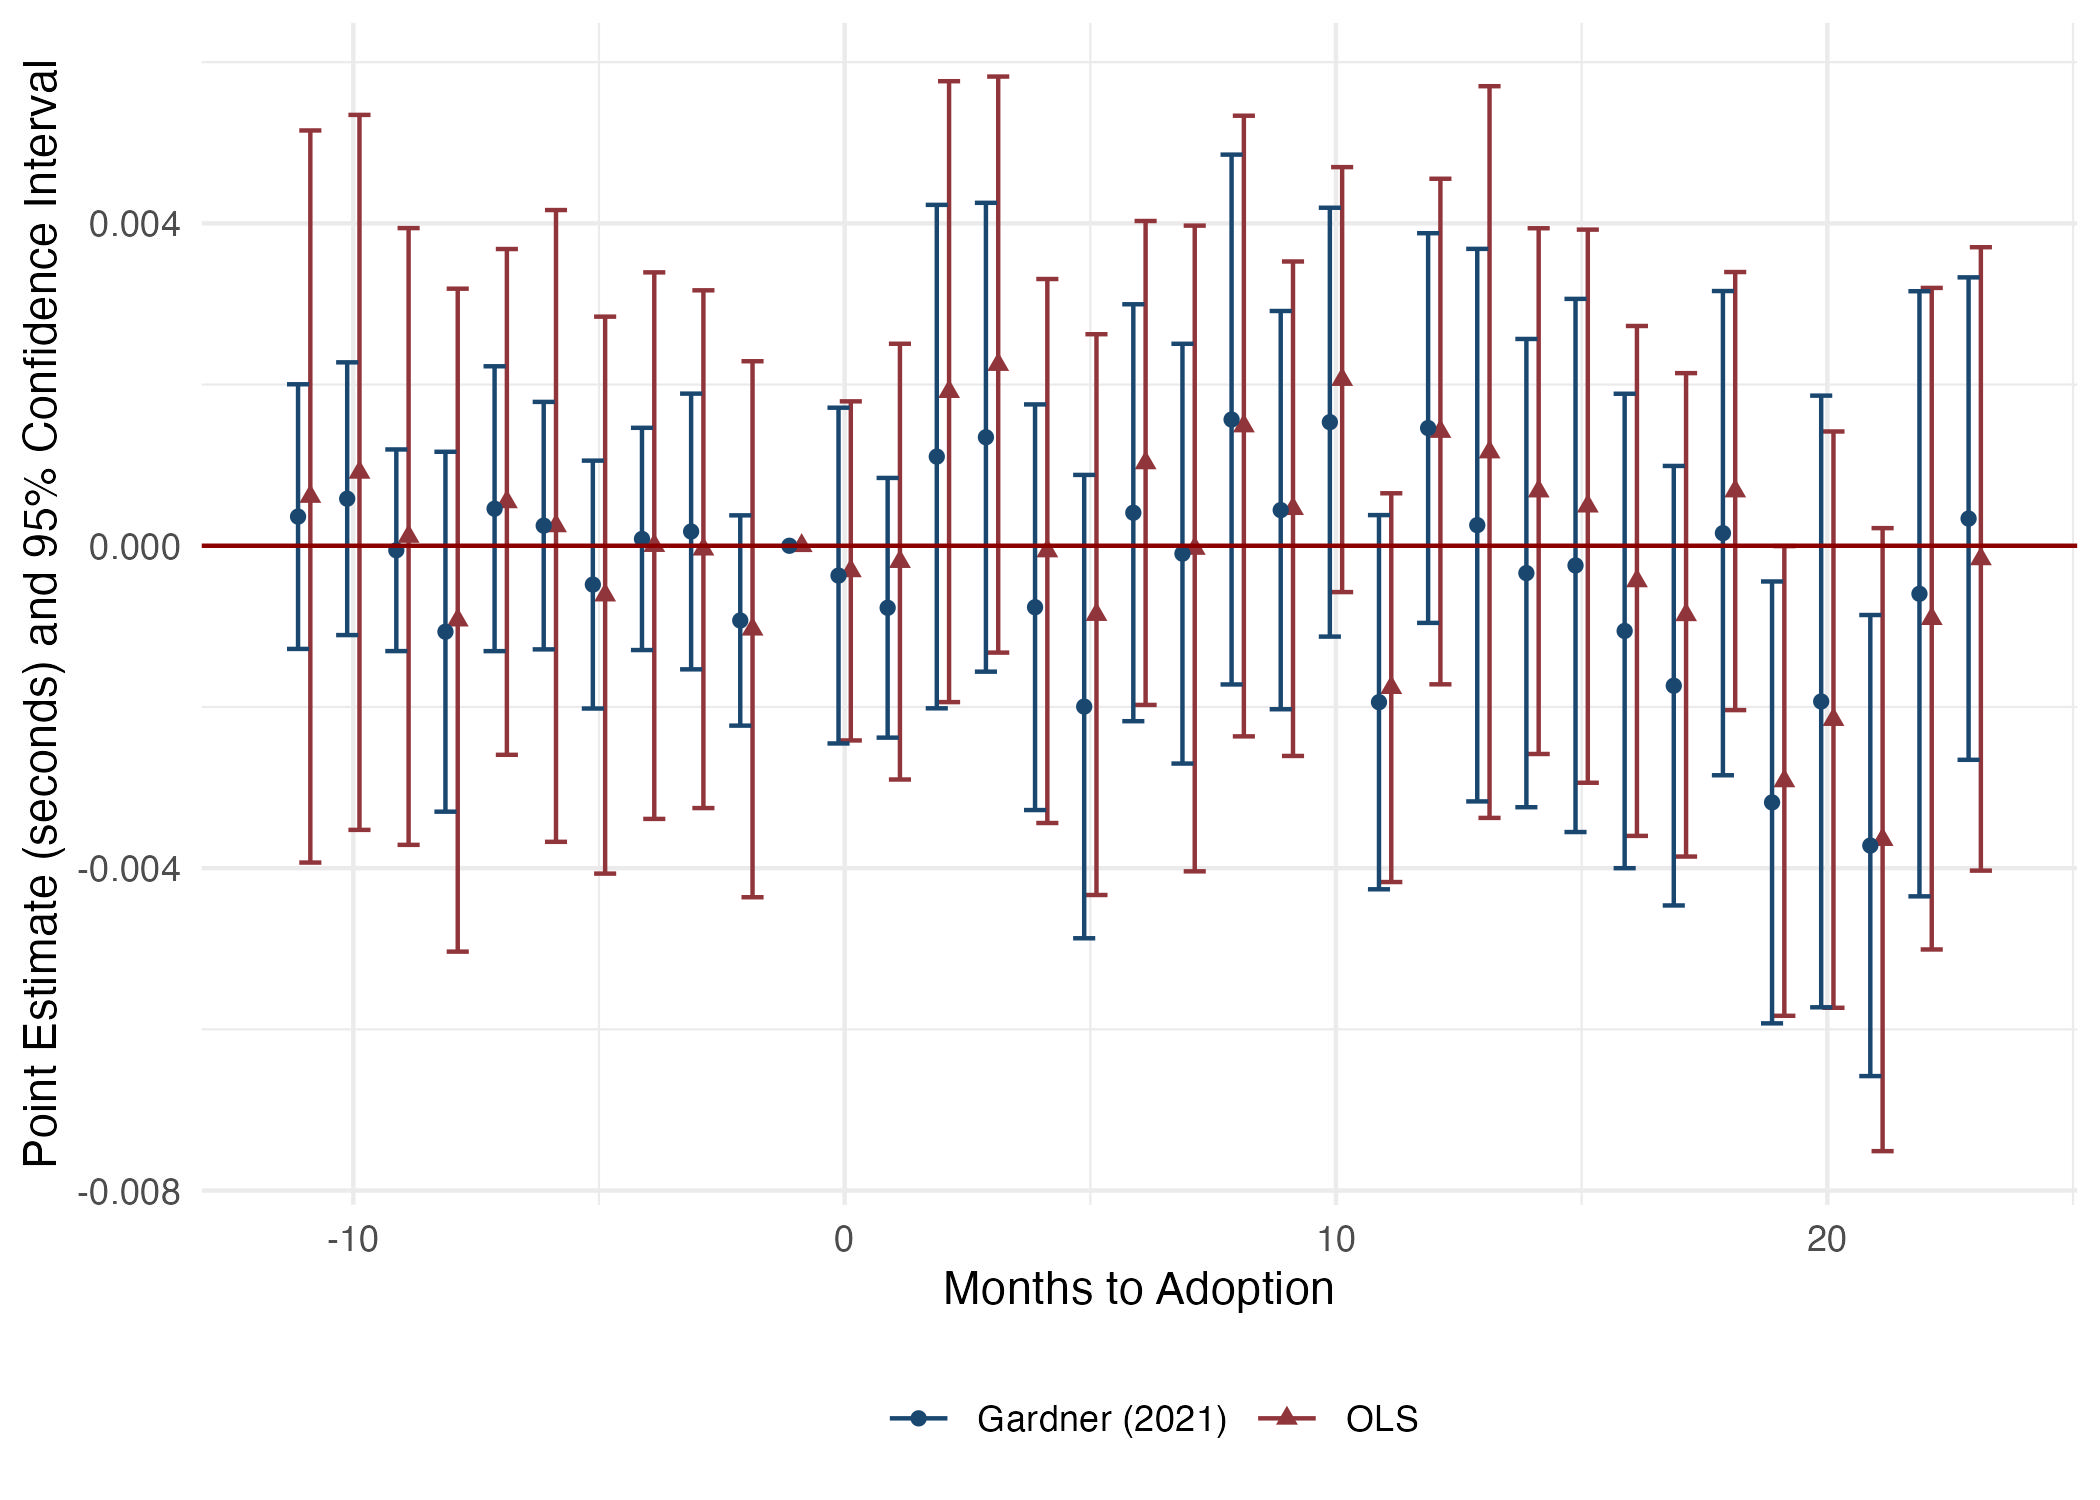 Point Estimate (seconds) and 95% Confidence Interval
0.004
0.000
-0.004
-0.008
-10
0
10
20
Months to Adoption
Gardner (2021)
OLS